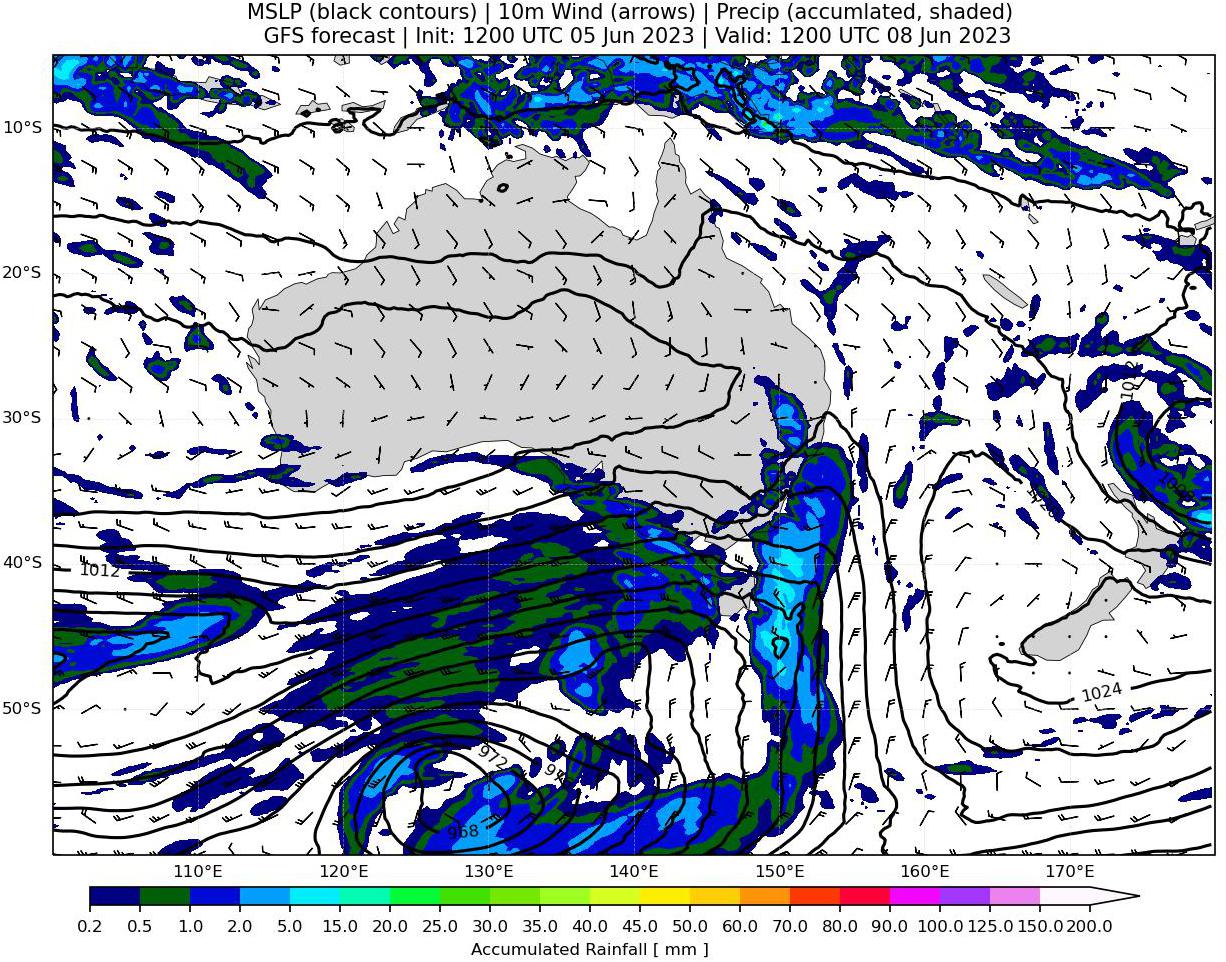 MSLP (black contours) | 10m Wind (arrows) | Precip (accumlated, shaded)
GFS forecast | Init: 1200 UTC 05 Jun 2023 | Valid: 1200 UTC 08 Jun 2023
10°S
20°S
1012
30°S
40°S
1012
1024
50°S
972
968
110°E 120°E 130°E 140°E 150°E 160°E 170°E
0.2 0.5 1.0 2.0 5.0 10.0 15.0 20.0 25.0 30.0 35.0 40.0 45.0 50.0 60.0 70.0 80.0 90.0 100.0 125.0 150.0 200.0
Accumulated Rainfall [ mm ]